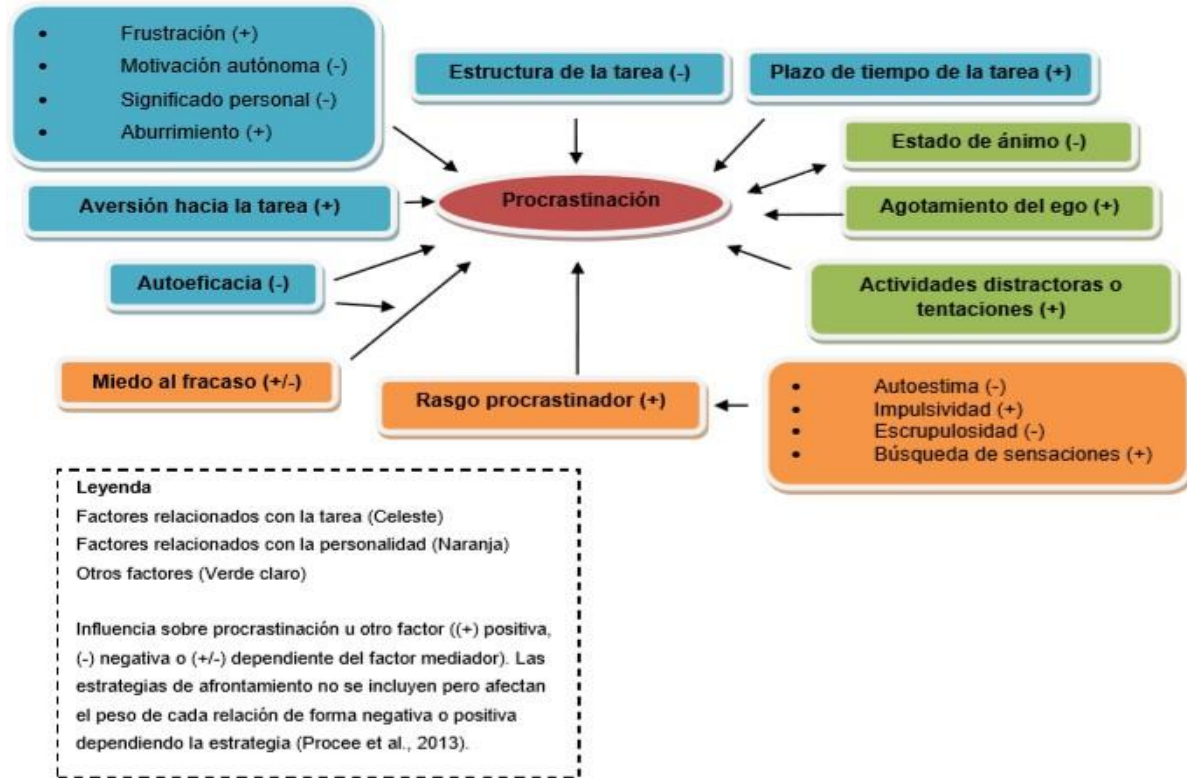 • Frustración (+)
• Motivación autónoma (-)
• Significado personal (-)
• Aburrimiento (+)
Estructura de la tarea (-)
Plazo de tiempo de la tarea (+)
Estado de ánimo (-)
Aversión hacia la tarea (+)
Procrastinación
Agotamiento del ego (+)
Autoeficacia (-)
Actividades distractoras o
tentaciones (+)
Miedo al fracaso (+/-)
Rasgo procrastinador (+)
• Autoestima (-)
• Impulsividad (+)
• Escrupulosidad (-)
• Búsqueda de sensaciones (+)
Leyenda
Factores relacionados con la tarea (Celeste)
Factores relacionados con la personalidad (Naranja)
Otros factores (Verde claro)
Influencia sobre procrastinación u otro factor ((+) positiva,
(-) negativa o (+/-) dependiente del factor mediador). Las
estrategias de afrontamiento no se incluyen pero afectan
el peso de cada relación de forma negativa o positiva
dependiendo la estrategia (Procee et al., 2013).